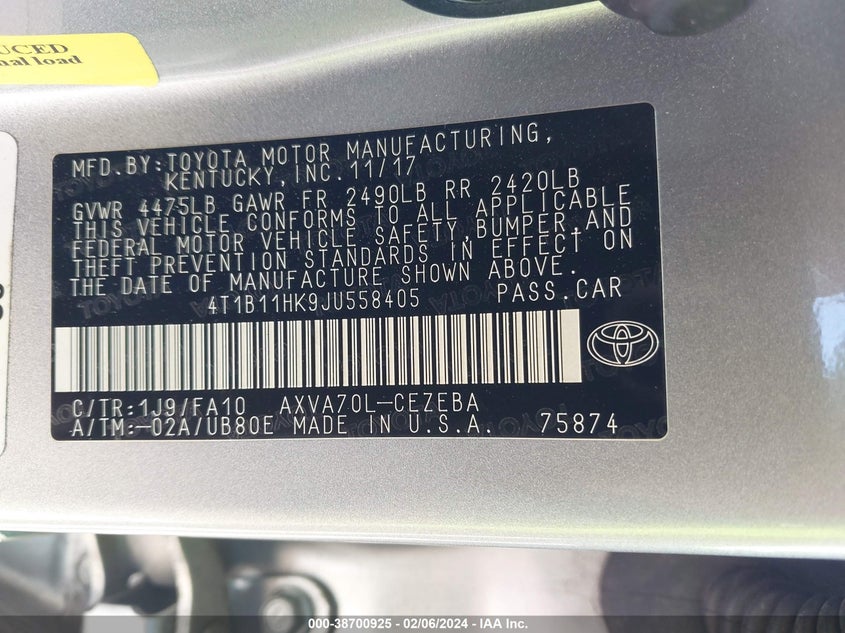 UCED
nal load
MFD.BY:TOYOTA MOTOR MANUFACTURING,
KENTUCKY,INC.11/17
GVWR 4475LB GAWR FR 2490LB RR 2420LB
THIS VEHICLE CONFORMS TO ALL APPLICABLE
FEDERAL MOTOR VEHICLE SAFETY,BUMPER,AND
THEFT PREVENTION STANDARDS IN EFFECT ON
THE DATE OF MANUFACTURE SHOWN ABOVE.
4T1B11HK9JU558405 PASS.CAR
C/TR:1J9/FA10 AXVA70L-CEZEBA
A/TM:-02A/UB80E MADE IN U.S.A. 75874
000-38700925 - 02/06/2024 - IAA Inc.